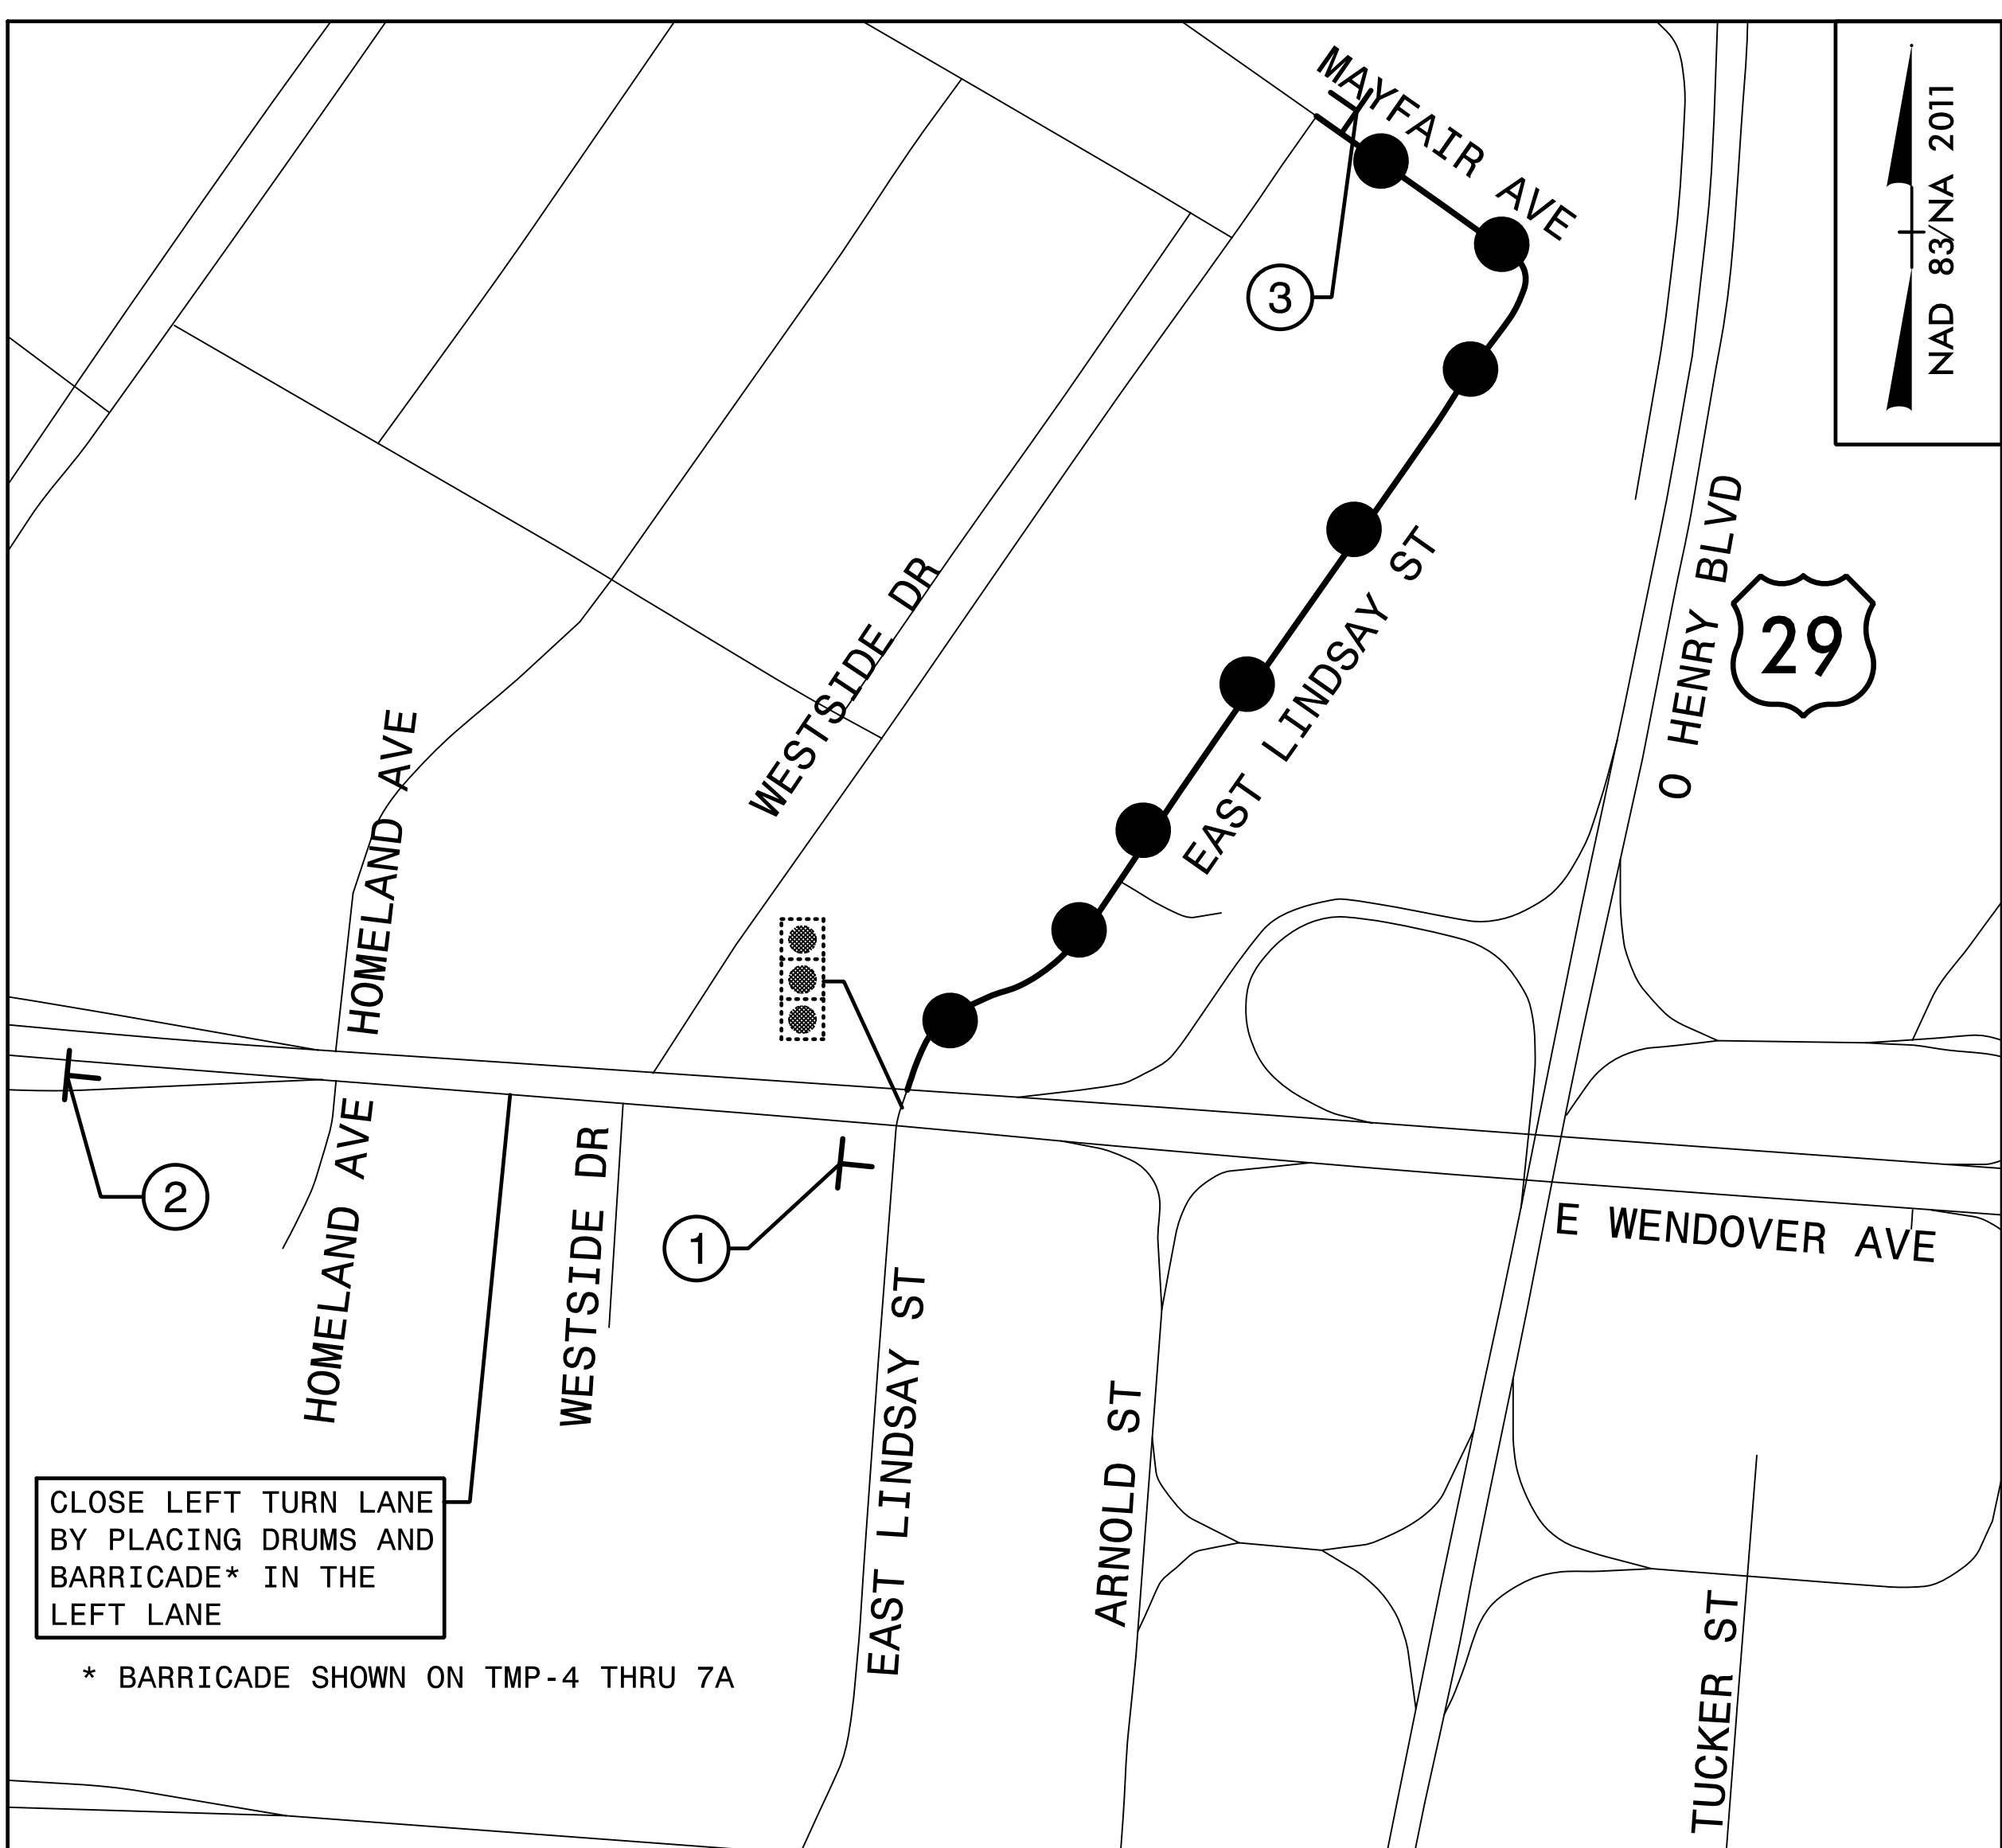 MAYFAIR AVE
NAD 83/NA 2011
3
EAST LINDSAY ST
O HENRY BLVD
29
WESTSIDE DR
HOMELAND AVE
2
HOMELAND AVE
WESTSIDE DR
1
EAST LINDSAY ST
E WENDOVER AVE
ARNOLD ST
TUCKER ST
CLOSE LEFT TURN LANE
BY PLACING DRUMS AND
BARRICADE* IN THE
LEFT LANE
* BARRICADE SHOWN ON TMP-4 THRU 7A